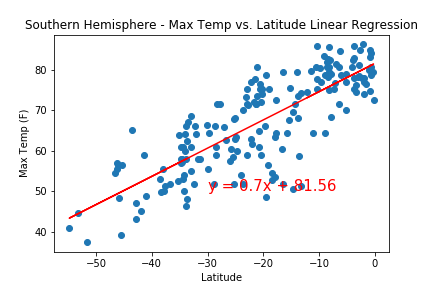 Southern Hemisphere - Max Temp vs. Latitude Linear Regression
80
70
60
50
40
Max Temp (F)
y = 0.7x + 81.56
−50
−40
−30
−20
−10
0
Latitude